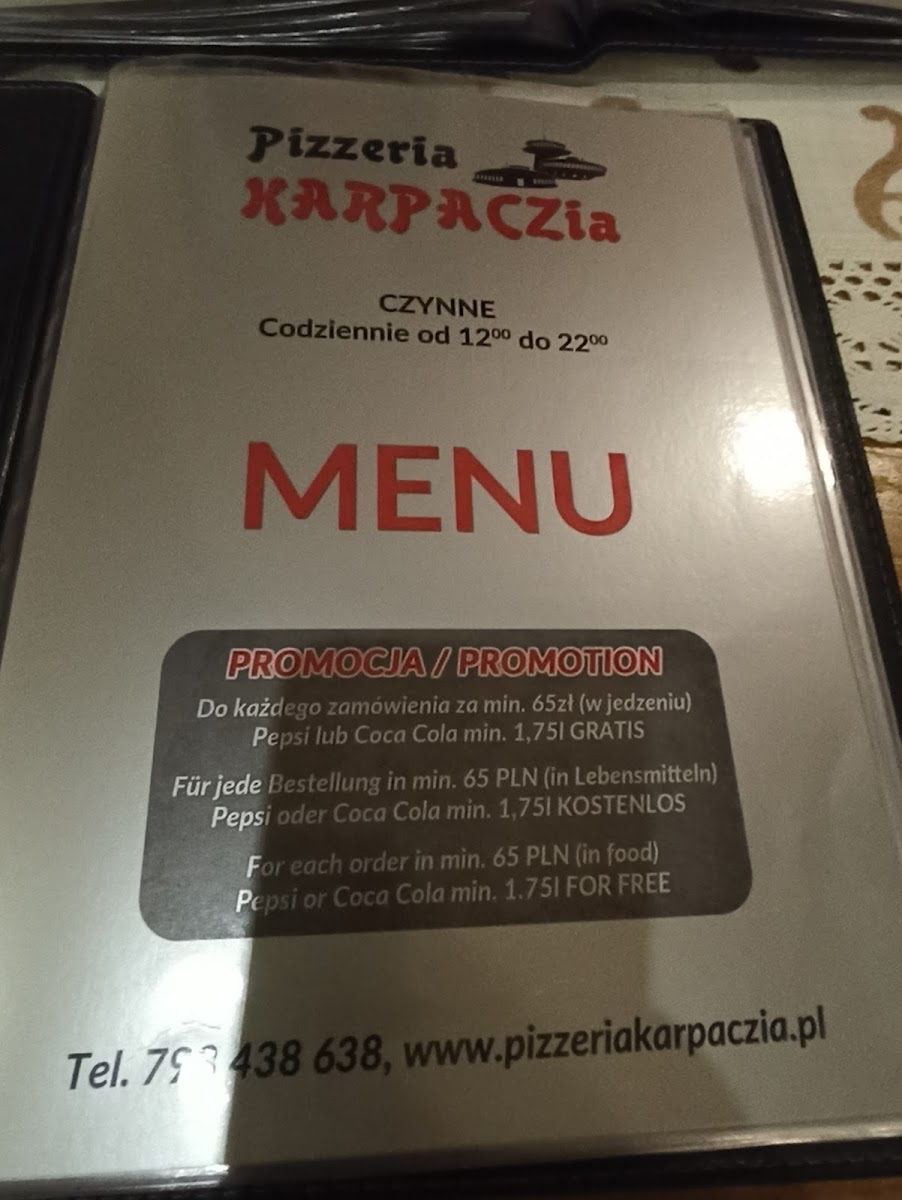 Pizzeria
KARPACZia
CZYNNE
Codziennie od 12⁰⁰ do 22⁰⁰
MENU
PROMOCJA / PROMOTION
Do każdego zamówienia za min. 65zł (w jedzeniu)
Pepsi lub Coca Cola min. 1,75l GRATIS
Für jede Bestellung in min. 65 PLN (in Lebensmitteln)
Pepsi oder Coca Cola min. 1,75l KOSTENLOS
For each order in min. 65 PLN (in food)
Pepsi or Coca Cola min. 1.75l FOR FREE
Tel. 438 638, www.pizzeriakarpaczia.pl